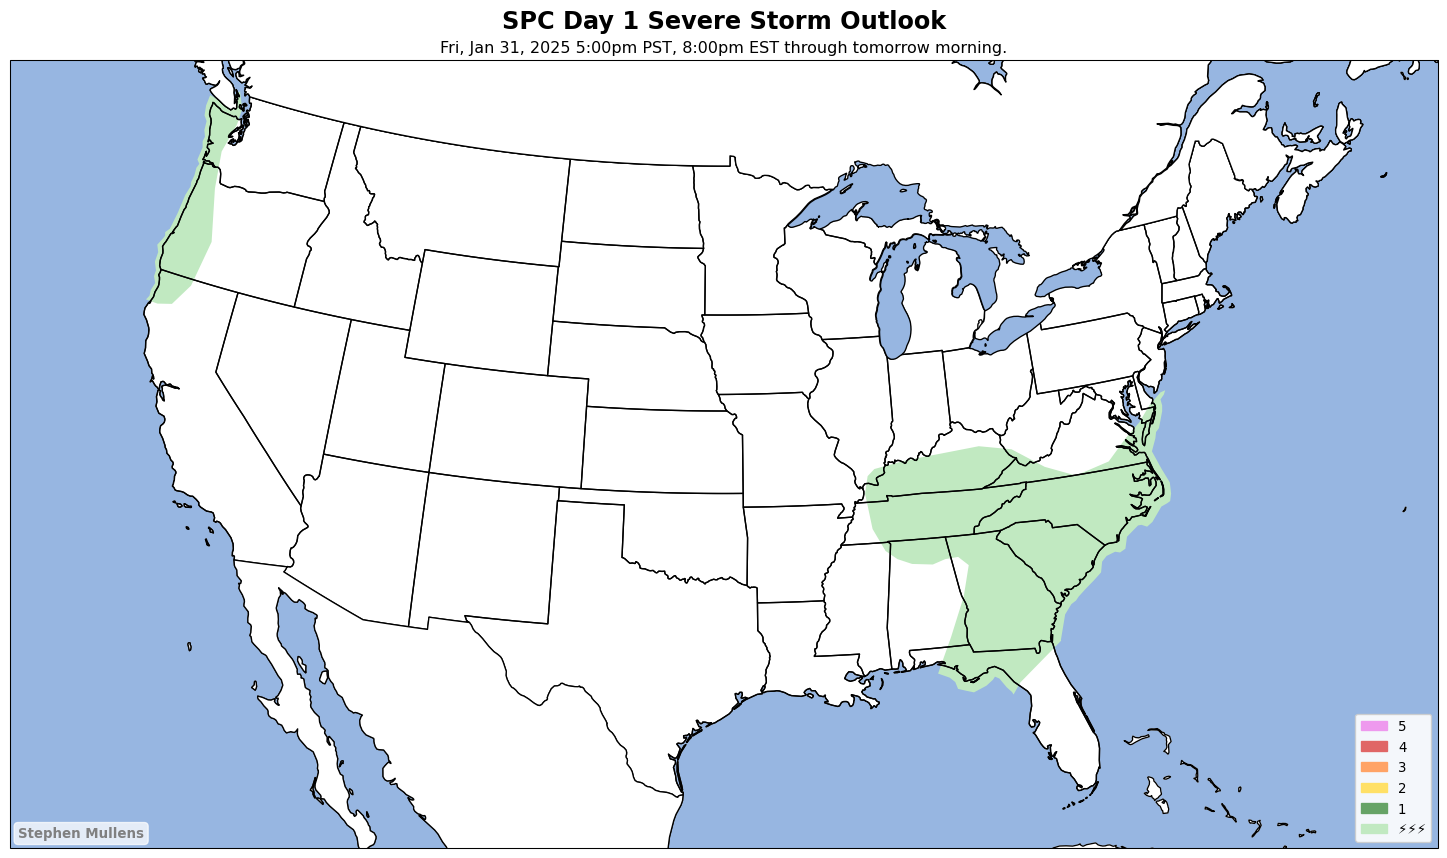 SPC Day 1 Severe Storm Outlook
Fri, Jan 31, 2025 5:00pm PST, 8:00pm EST through tomorrow morning.
5
4
3
2
1
⚡⚡⚡
Stephen Mullens